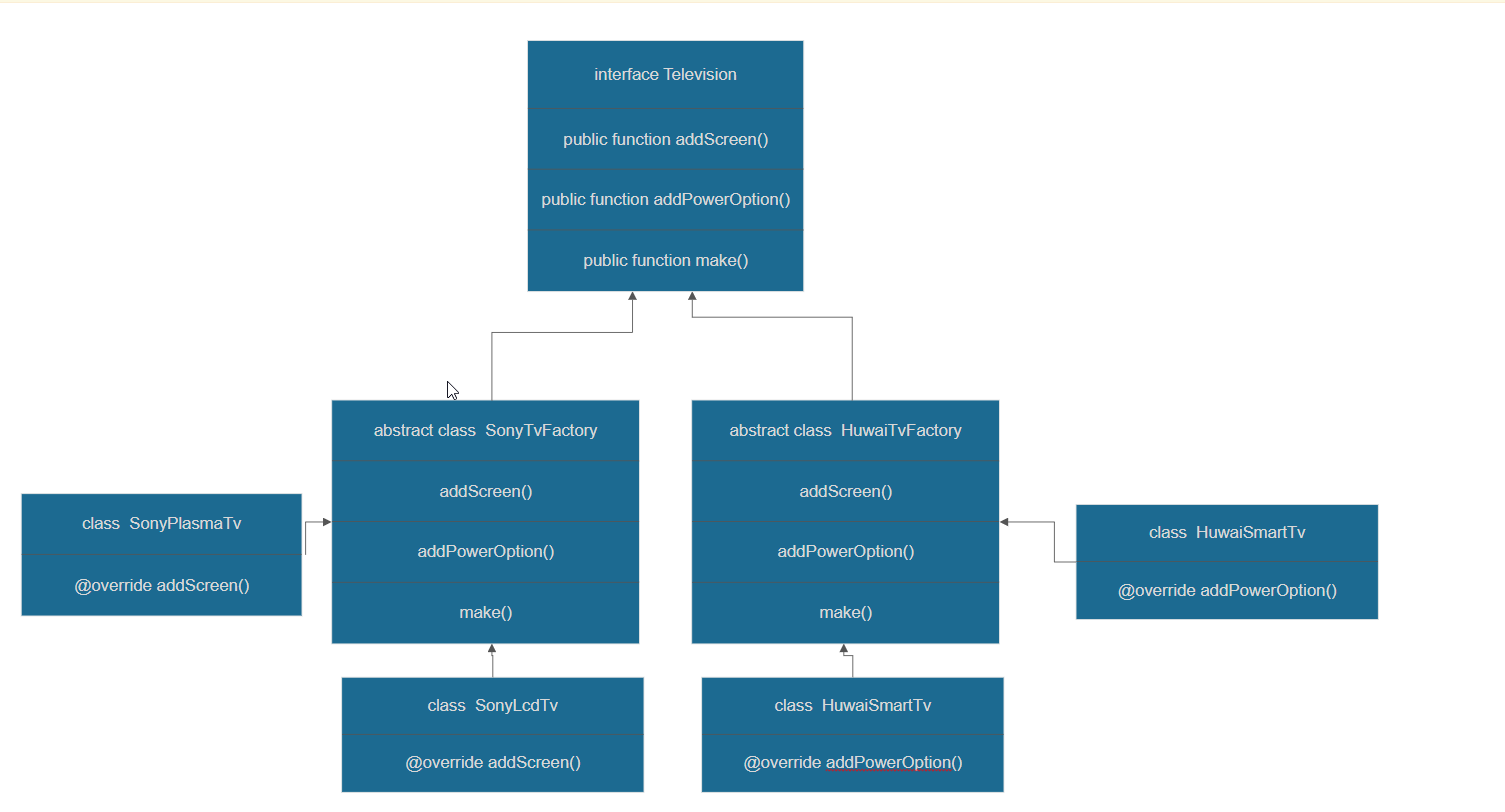 interface Television
public function addScreen()
public function addPowerOption()
public function make()
abstract class  SonyTvFactory
addScreen()
addPowerOption()
make()
abstract class  HuwaiTvFactory
addScreen()
addPowerOption()
make()
class  SonyPlasmaTv
@override addScreen()
class  HuwaiSmartTv
@override addPowerOption()
class  SonyLcdTv
@override addScreen()
class  HuwaiSmartTv
@override addPowerOption()